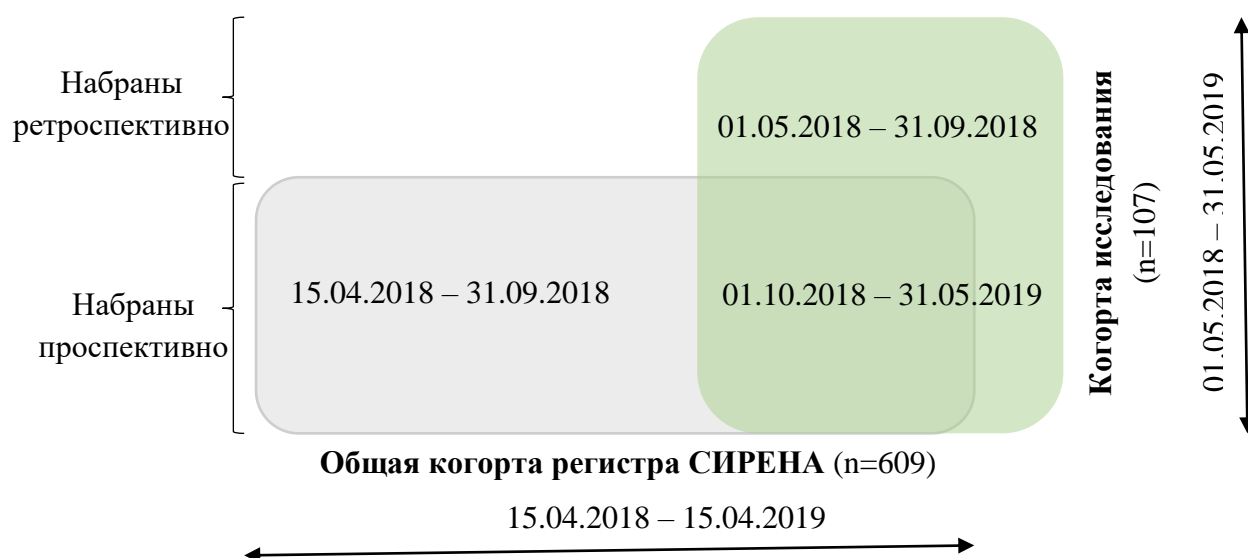 Набраны
ретроспективно
01.05.2018 – 31.09.2018
Набраны
проспективно
15.04.2018 – 31.09.2018
01.10.2018 – 31.05.2019
Когорта исследования
(n=107)
01.05.2018 – 31.05.2019
Общая когорта регистра СИРЕНА (n=609)
15.04.2018 – 15.04.2019